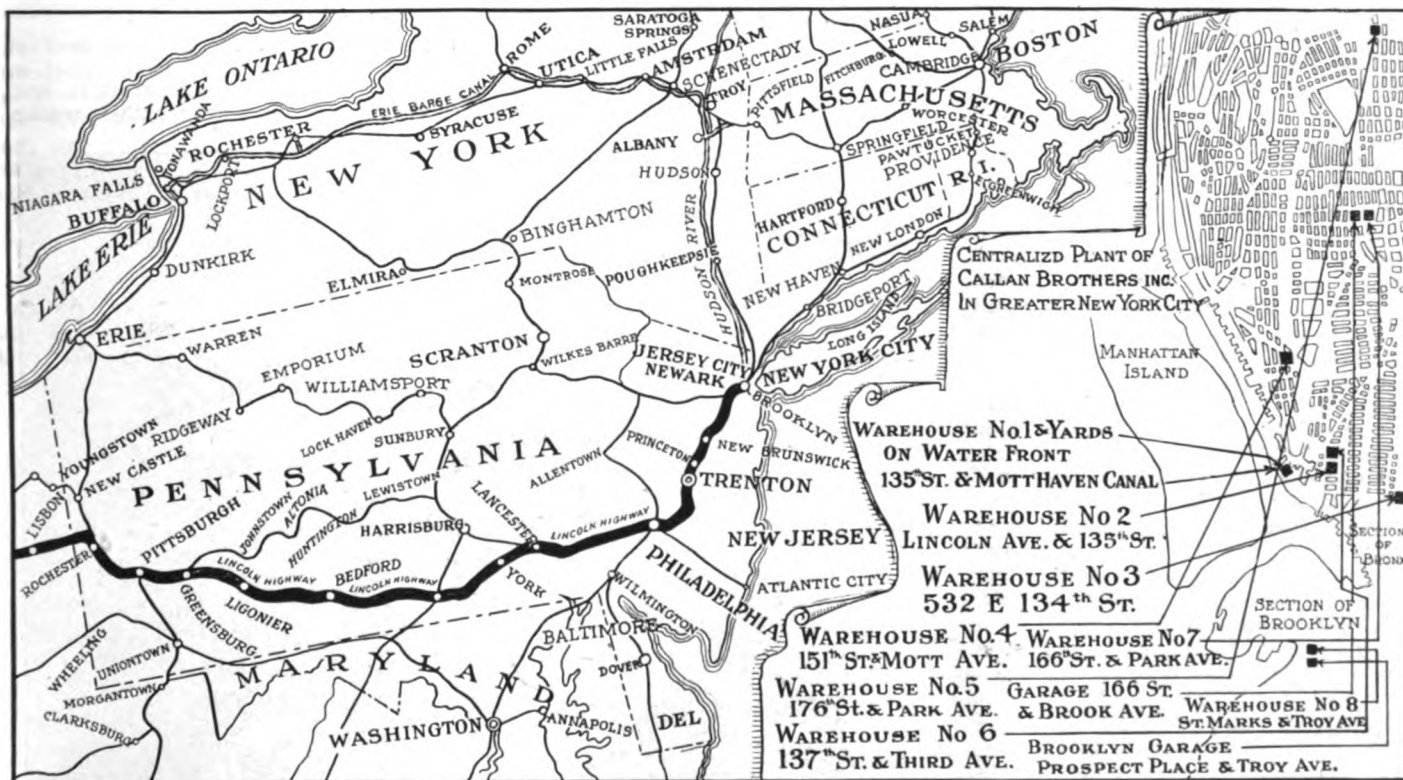 LAKE ONTARIO
ROME
UTICA
LITTLE FALLS
SARATOGA
SPRINGS
AMSTRDAM
SCHENECTADY
TROY
PITTSFIELD
FITCHBURG
NASUA
LOWELL
SALEM
CAMBRIDGE
BOSTON
MASSACHUSETTS
WORCESTER
SPRINGFIELD
PAWTUCKET
PROVIDENCE
R. I.
E. GREENWICH
TONAWANDA
ROCHESTER
ERIE BARGE CANAL
SYRACUSE
NEW YORK
NIAGARA FALLS
BUFFALO
LOCKPORT
ALBANY
HUDSON
HUDSON RIVER
HARTFORD
CONNECTICUT
NEW LONDON
NEW HAVEN
BRIDGEPORT
LONG ISLAND
LAKE ERIE
DUNKIRK
ELMIRA
BINGHAMTON
MONTROSE
POUGHKEEPSIE
ERIE
WARREN
EMPORIUM
RIDGEWAY
WILLIAMSPORT
LOCK HAVEN
SUNBURY
SCRANTON
WILKES BARRE
JERSEY CITY
NEWARK
NEW YORK CITY
BROOKLYN
NEW BRUNSWICK
PRINCETON
TRENTON
NEW JERSEY
ATLANTIC CITY
YOUNGSTOWN
NEW CASTLE
LISBON
ROCHESTER
PENNSYLVANIA
PITTSBURGH
JOHNSTOWN
ALTONIA
HUNTINGTON
LEWISTOWN
HARRISBURG
LANCESTER
ALLENTOWN
LINCOLN HIGHWAY
LINCOLN HIGHWAY
LINCOLN HIGHWAY
BEDFORD
LIGONIER
GREENSBURG
YORK
PHILADELPHIA
WILMINGTON
WHEELING
UNIONTOWN
MORGANTOWN
CLARKSBURG
MARYLAND
BALTIMORE
WASHINGTON
ANNAPOLIS
DOVER
DEL
CENTRALIZD PLANT OF
CALLAN BROTHERS INC.
IN GREATER NEW YORK CITY
MANHATTAN
ISLAND
WAREHOUSE No.1 & YARDS
ON WATER FRONT
135th ST. & MOTT HAVEN CANAL
WAREHOUSE No 2
LINCOLN AVE. & 135th ST.
WAREHOUSE No 3
532 E 134th ST.
SECTION
OF
BRONX
SECTION OF
BROOKLYN
WAREHOUSE No.4
151th ST. & MOTT AVE.
WAREHOUSE No 7
166th ST. & PARK AVE.
WAREHOUSE No.5
176th St. & PARK AVE.
GARAGE 166 ST.
& BROOK AVE.
WAREHOUSE No 8
ST. MARKS & TROY AVE
WAREHOUSE No 6
137th ST. & THIRD AVE.
BROOKLYN GARAGE
PROSPECT PLACE & TROY AVE.